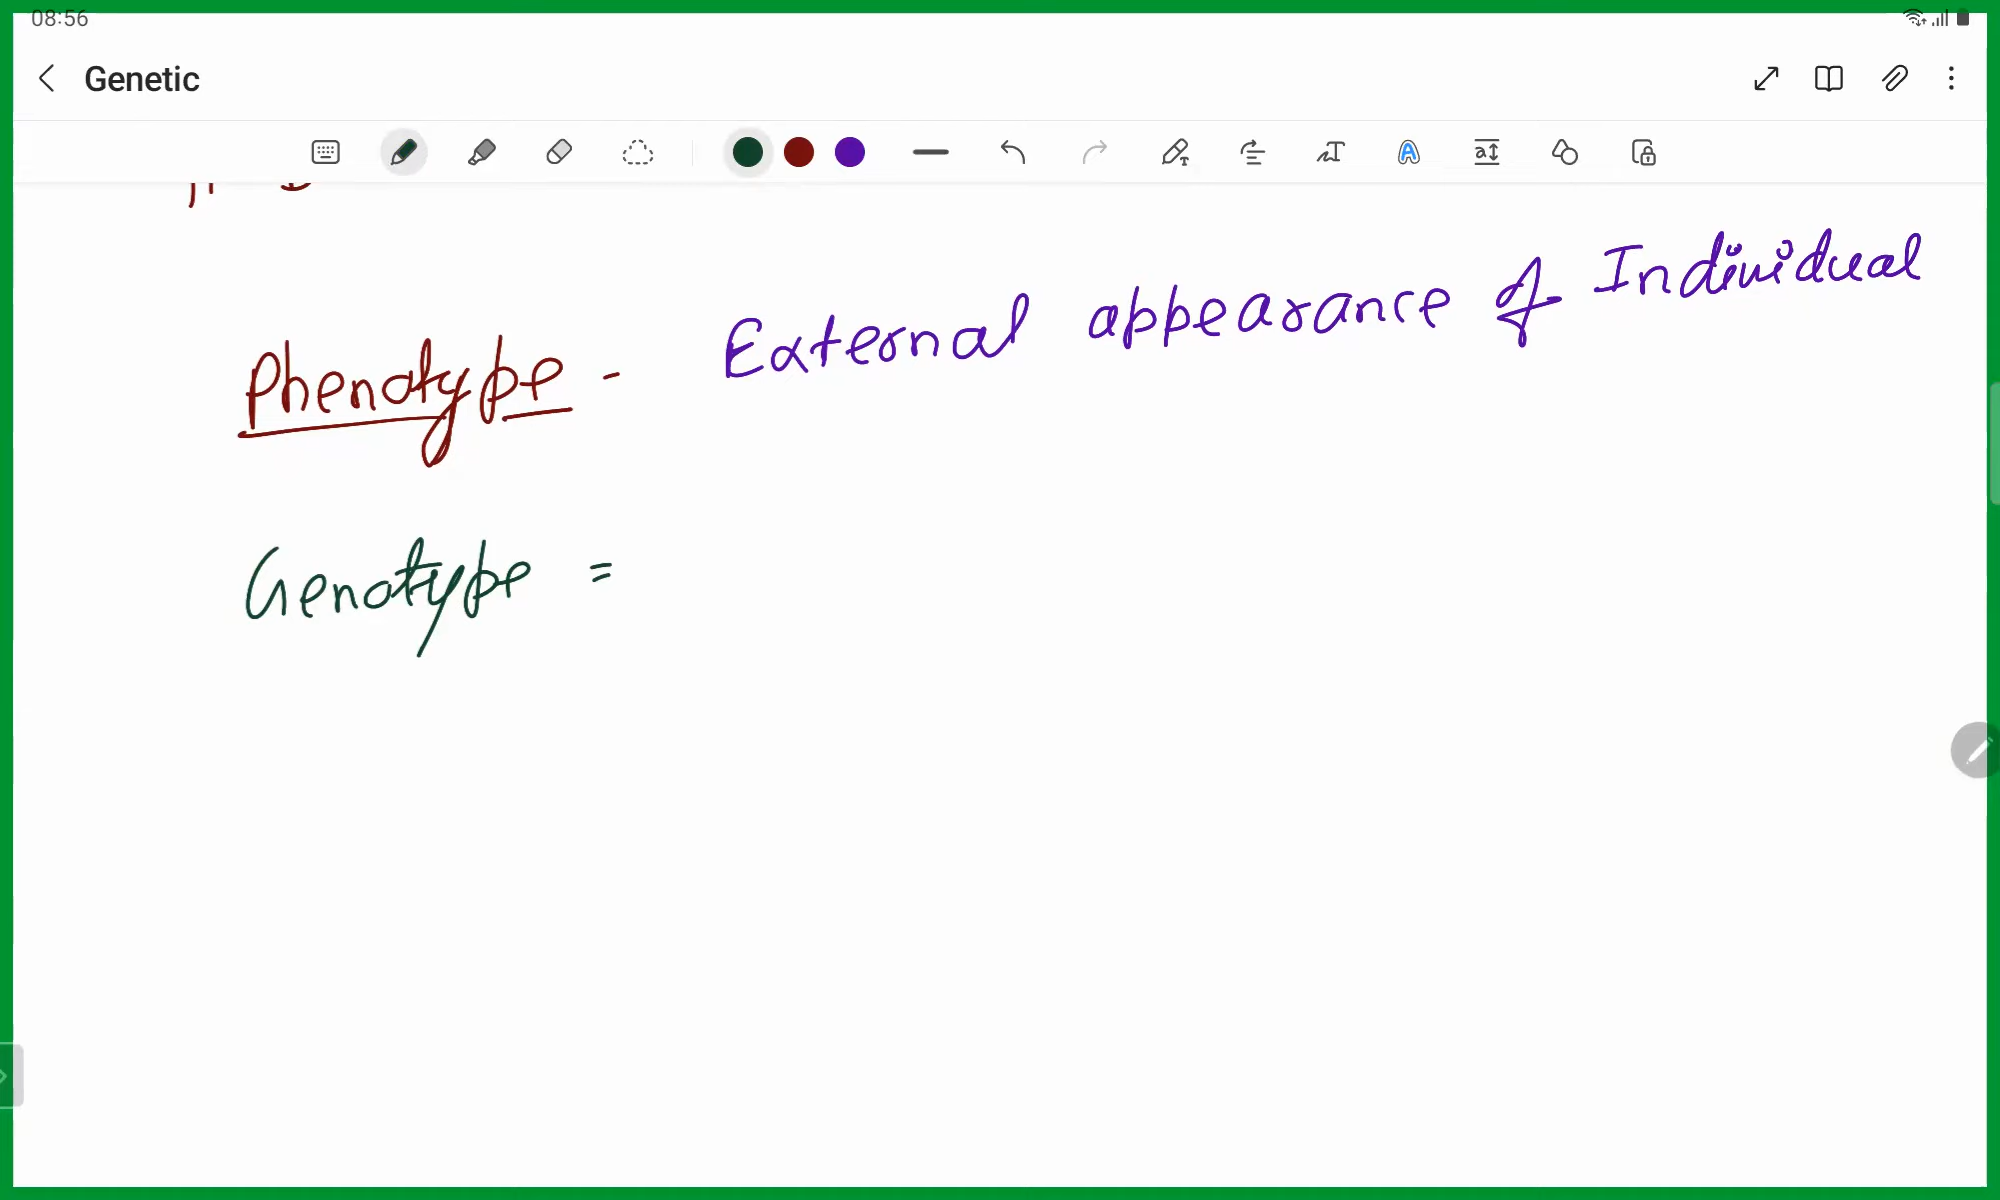 08:56
Genetic
Phenotype - External appearance of Individual
Genotype =